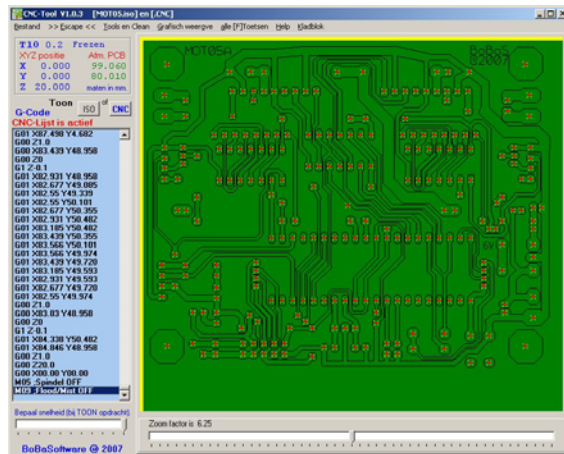 CNC-Tool V1.0.3 [MOT05.iso] en [.CNC]
Bestand >> Escape << Tools en Clean Grafisch weergve alle [F]Toetsen Help Kladblok
T10 0.2 Frezen
XYZ positie Atm. PCB
X 0.000 99.060
Y 0.000 80.010
Z 20.000 maten in mm.
Toon of
G-Code ISO CNC
CNC-Lijst is actief
G01 X87.498 Y4.682
G00 Z1.0
G00 X83.439 Y48.958
G00 Z0
G1 Z-0.1
G01 X82.931 Y48.958
G01 X82.677 Y49.085
G01 X82.55 Y49.339
G01 X82.55 Y50.101
G01 X82.677 Y50.355
G01 X82.931 Y50.482
G01 X83.185 Y50.482
G01 X83.439 Y50.355
G01 X83.566 Y50.101
G01 X83.566 Y49.974
G01 X83.439 Y49.720
G01 X83.185 Y49.593
G01 X82.931 Y49.593
G01 X82.677 Y49.720
G01 X82.55 Y49.974
G00 Z1.0
G00 X83.83 Y48.958
G00 Z0
G1 Z-0.1
G01 X84.338 Y50.482
G01 X84.846 Y48.958
G00 Z1.0
G00 Z20.0
G00 X00.00 Y00.00
M05 ;Spindel OFF
M09 ;Flood/Mist OFF
Bepaal snelheid (bij TOON opdracht).
BoBaSoftware @ 2007
MOT05A
BoBaS
©2007
6V
Zoom factor is 6.25